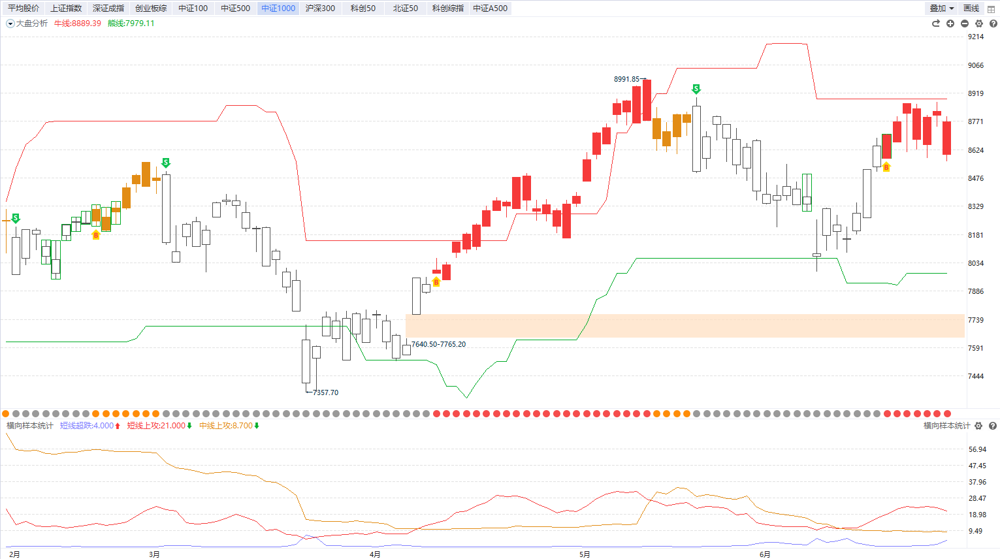 平均股价 上证指数 深证成指 创业板综 中证100 中证500 中证1000 沪深300 科创50 北证50 科创综指 中证A500 叠加 画线
大盘分析 牛线:8889.39 熊线:7979.11
9214
9066
8991.85
8919
S
8771
8624
S
B
8476
8329
S
B
8181
8034
B
7886
7739
7640.50-7765.20
7591
7444
7357.70
横向样本统计 短线超跌:4.000 短线上攻:21.000 中线上攻:8.700 横向样本统计
56.94
47.45
37.96
28.47
18.98
9.49
2月 3月 4月 5月 6月